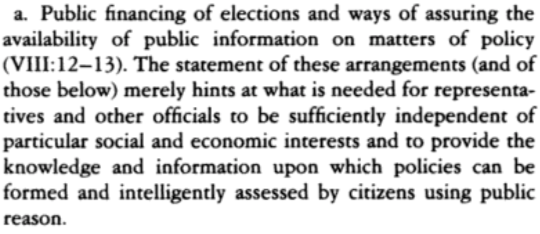 a. Public financing of elections and ways of assuring the
availability of public information on matters of policy
(VIII:12–13). The statement of these arrangements (and of
those below) merely hints at what is needed for representa-
tives and other officials to be sufficiently independent of
particular social and economic interests and to provide the
knowledge and information upon which policies can be
formed and intelligently assessed by citizens using public
reason.